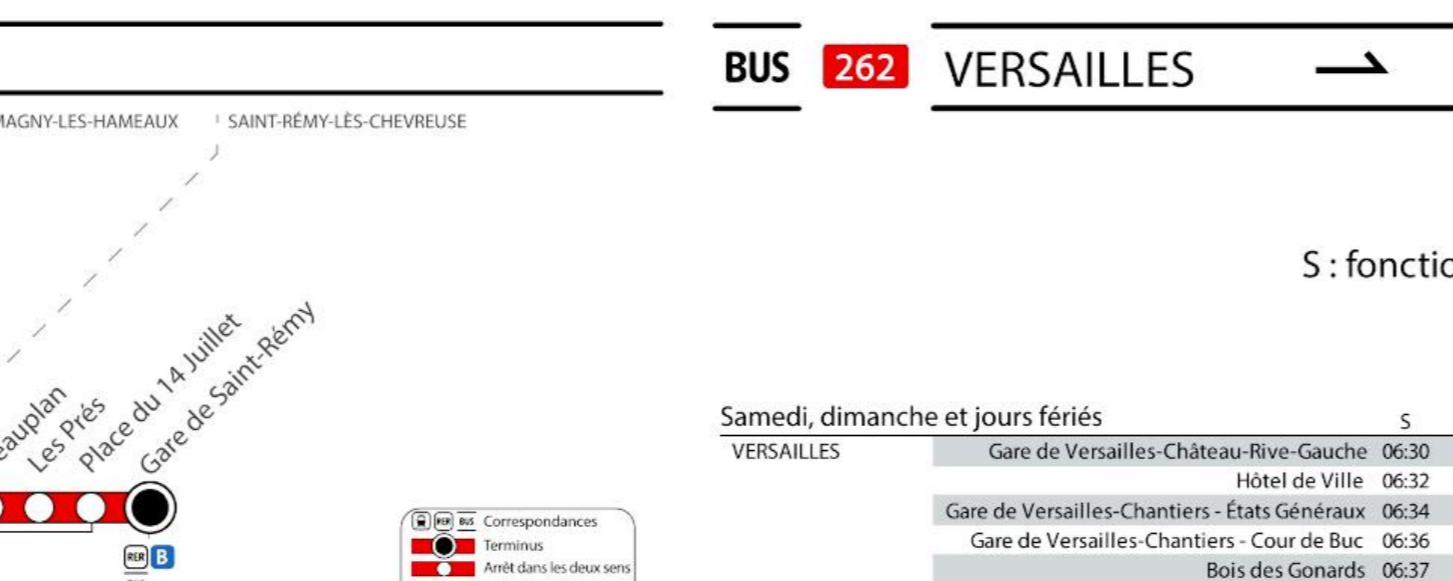 BUS 262 VERSAILLES
MAGNY-LES-HAMEAUX
SAINT-RÉMY-LÈS-CHEVREUSE
Les Prés
Place du 14 Juillet
Gare de Saint-Rémy
RER B
RER BUS Correspondances
Terminus
Arrêt dans les deux sens
Samedi, dimanche et jours fériés S
VERSAILLES Gare de Versailles-Château-Rive-Gauche 06:30
Hôtel de Ville 06:32
Gare de Versailles-Chantiers - États Généraux 06:34
Gare de Versailles-Chantiers - Cour de Buc 06:36
Bois des Gonards 06:37